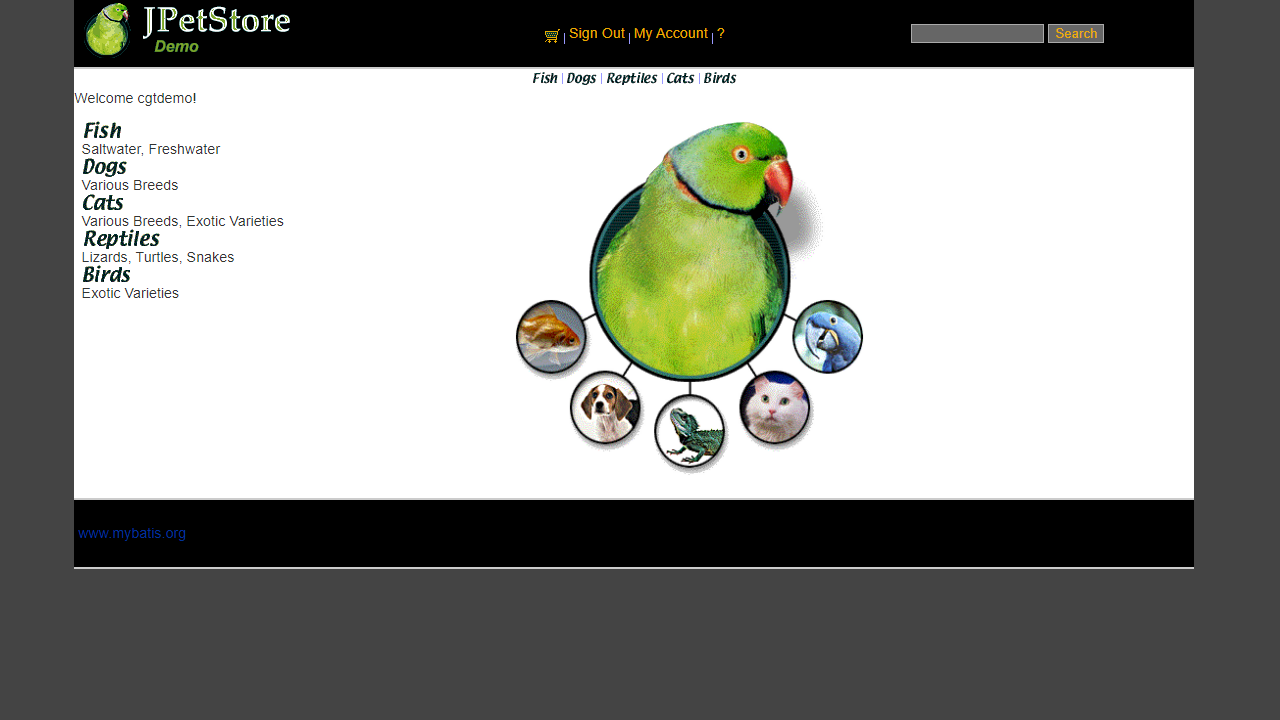 JPetStore
Demo
Sign Out My Account ?
Search
Fish Dogs Reptiles Cats Birds
Welcome cgtdemo!
Fish
Saltwater, Freshwater
Dogs
Various Breeds
Cats
Various Breeds, Exotic Varieties
Reptiles
Lizards, Turtles, Snakes
Birds
Exotic Varieties
www.mybatis.org